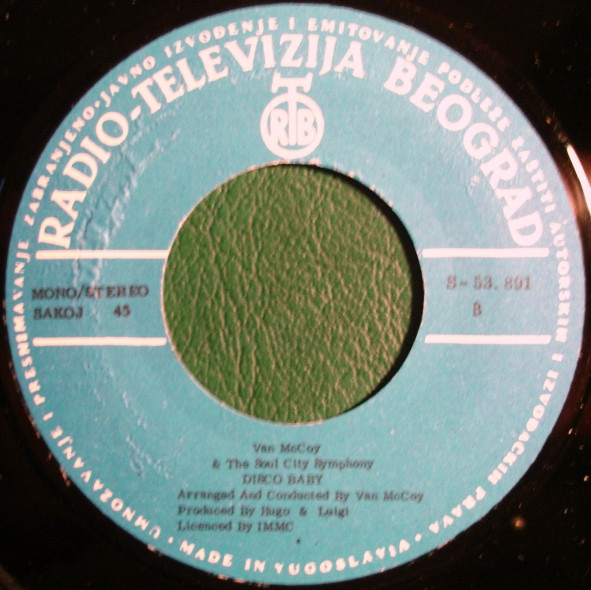 UMNOŽAVANJE I PRESNIMAVANJE ZABRANJENO • JAVNO IZVOĐENJE I EMITOVANJE PODLEŽE ZAŠTITI AUTORSKIH I IZVOĐAČKIH PRAVA •
RADIO-TELEVIZIJA BEOGRAD
RTB
MONO/STEREO
SAKOJ 45
S-53.891
B
Van McCoy
& The Soul City Symphony
DISCO BABY
Arranged And Conducted By Van McCoy
Produced By Hugo & Luigi
Licenced By IMMC
• MADE IN YUGOSLAVIA •